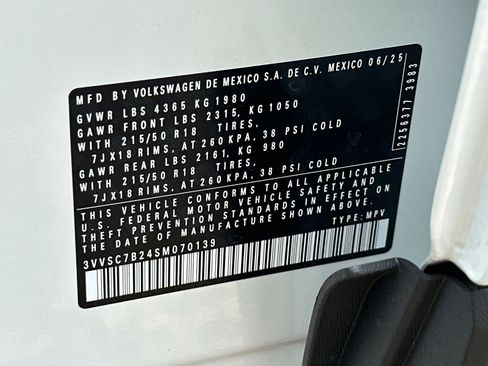 MFD BY VOLKSWAGEN DE MEXICO S.A. DE C.V. MEXICO 06/25
GVWR LBS 4365 KG 1980
GAWR FRONT LBS 2315, KG 1050
WITH 215/50 R18 TIRES,
7JX18 RIMS, AT 260 KPA, 38 PSI COLD
GAWR REAR LBS 2161, KG 980
WITH 215/50 R18 TIRES,
7JX18 RIMS, AT 260 KPA, 38 PSI COLD
THIS VEHICLE CONFORMS TO ALL APPLICABLE
U.S. FEDERAL MOTOR VEHICLE SAFETY AND
THEFT PREVENTION STANDARDS IN EFFECT ON
THE DATE OF MANUFACTURE SHOWN ABOVE.
3VVSC7B24SM070139 TYPE: MPV
2256317 3983